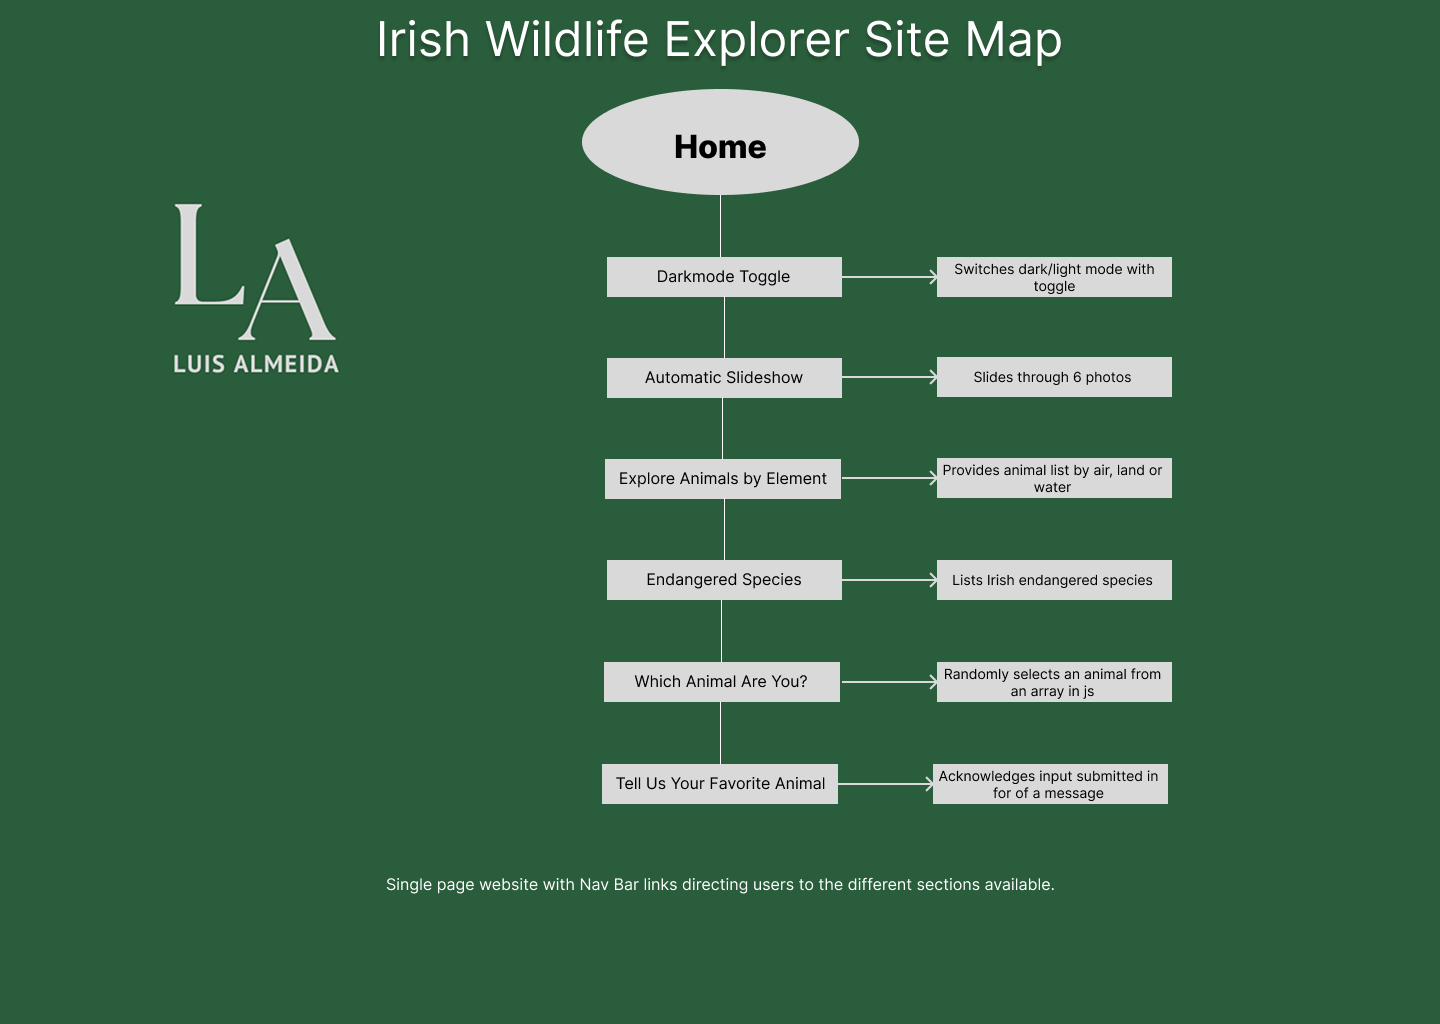 Irish Wildlife Explorer Site Map
Home
LA
LUIS ALMEIDA
Darkmode Toggle
Switches dark/light mode with
toggle
Automatic Slideshow
Slides through 6 photos
Explore Animals by Element
Provides animal list by air, land or
water
Endangered Species
Lists Irish endangered species
Which Animal Are You?
Randomly selects an animal from
an array in js
Tell Us Your Favorite Animal
Acknowledges input submitted in
for of a message
Single page website with Nav Bar links directing users to the different sections available.